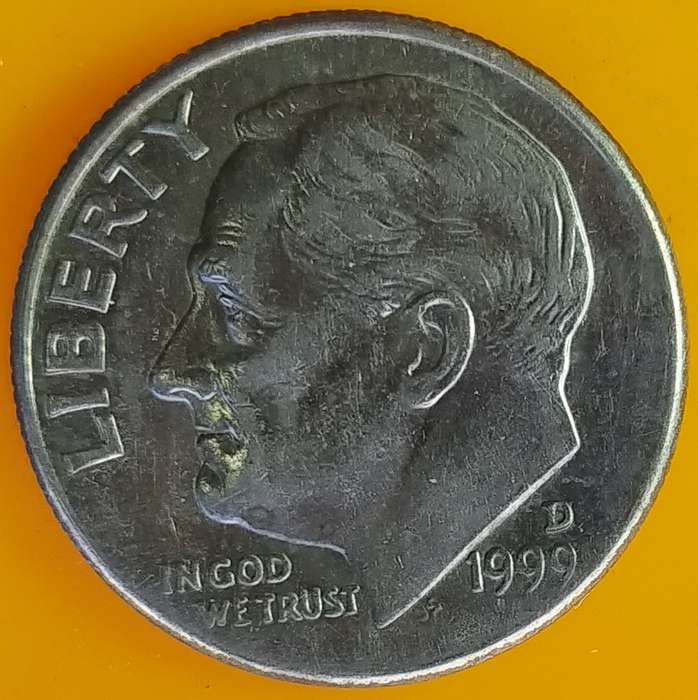 LIBERTY
IN GOD
WE TRUST
D
1999